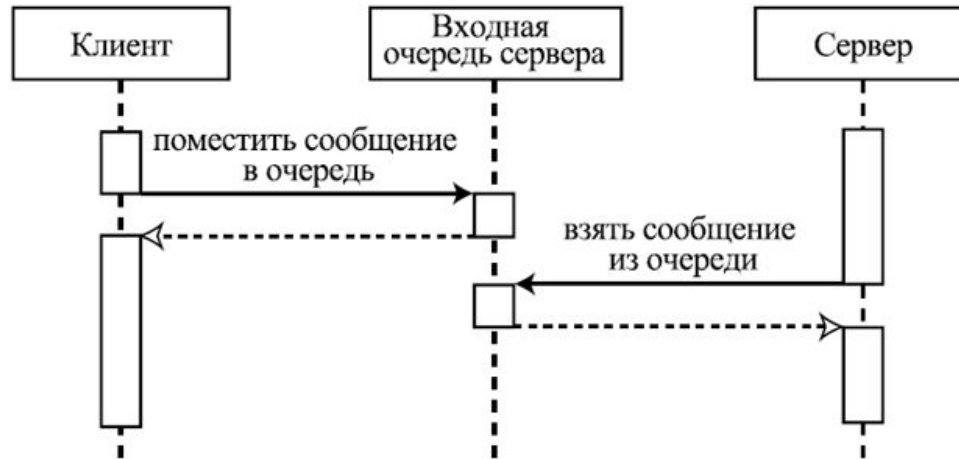 Клиент
Входная
очередь сервера
Сервер
поместить сообщение
в очередь
взять сообщение
из очереди